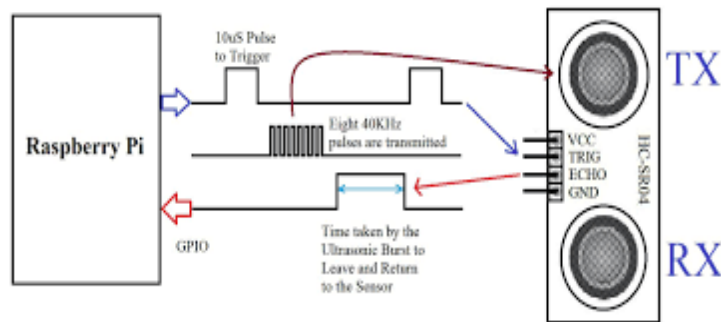 10uS Pulse
to Trigger
TX
Raspberry Pi
Eight 40KHz
pulses are transmitted
VCC
TRIG
ECHO
GND
HC-SR04
GPIO
Time taken by the
Ultrasonic Burst to
Leave and Return
to the Sensor
RX